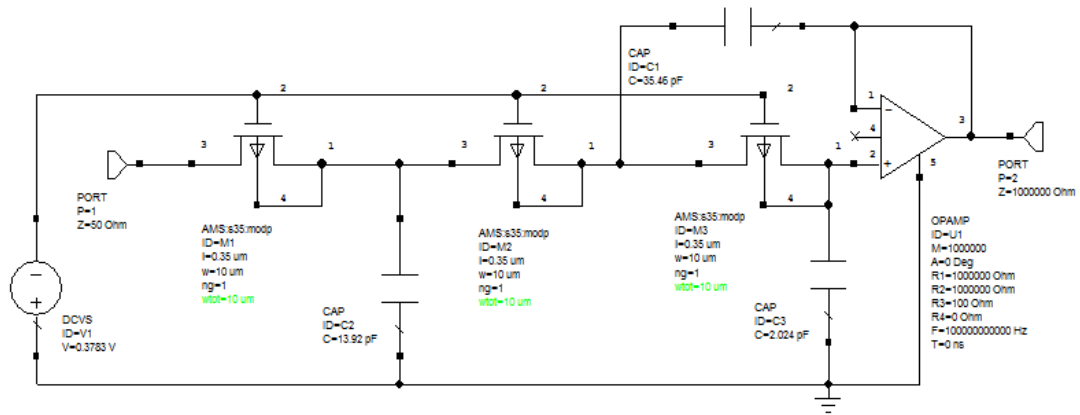 CAP
ID=C1
C=35.46 pF
2
2
2
3
1
3
1
3
1
4
4
4
1
4
2
3
5
−
+
PORT
P=1
Z=50 Ohm
AMS:s35:modp
ID=M1
l=0.35 um
w=10 um
ng=1
wtot=10 um
AMS:s35:modp
ID=M2
l=0.35 um
w=10 um
ng=1
wtot=10 um
AMS:s35:modp
ID=M3
l=0.35 um
w=10 um
ng=1
wtot=10 um
PORT
P=2
Z=1000000 Ohm
OPAMP
ID=U1
M=1000000
A=0 Deg
R1=1000000 Ohm
R2=1000000 Ohm
R3=100 Ohm
R4=0 Ohm
F=100000000000 Hz
T=0 ns
−
+
DCVS
ID=V1
V=0.3783 V
CAP
ID=C2
C=13.92 pF
CAP
ID=C3
C=2.024 pF